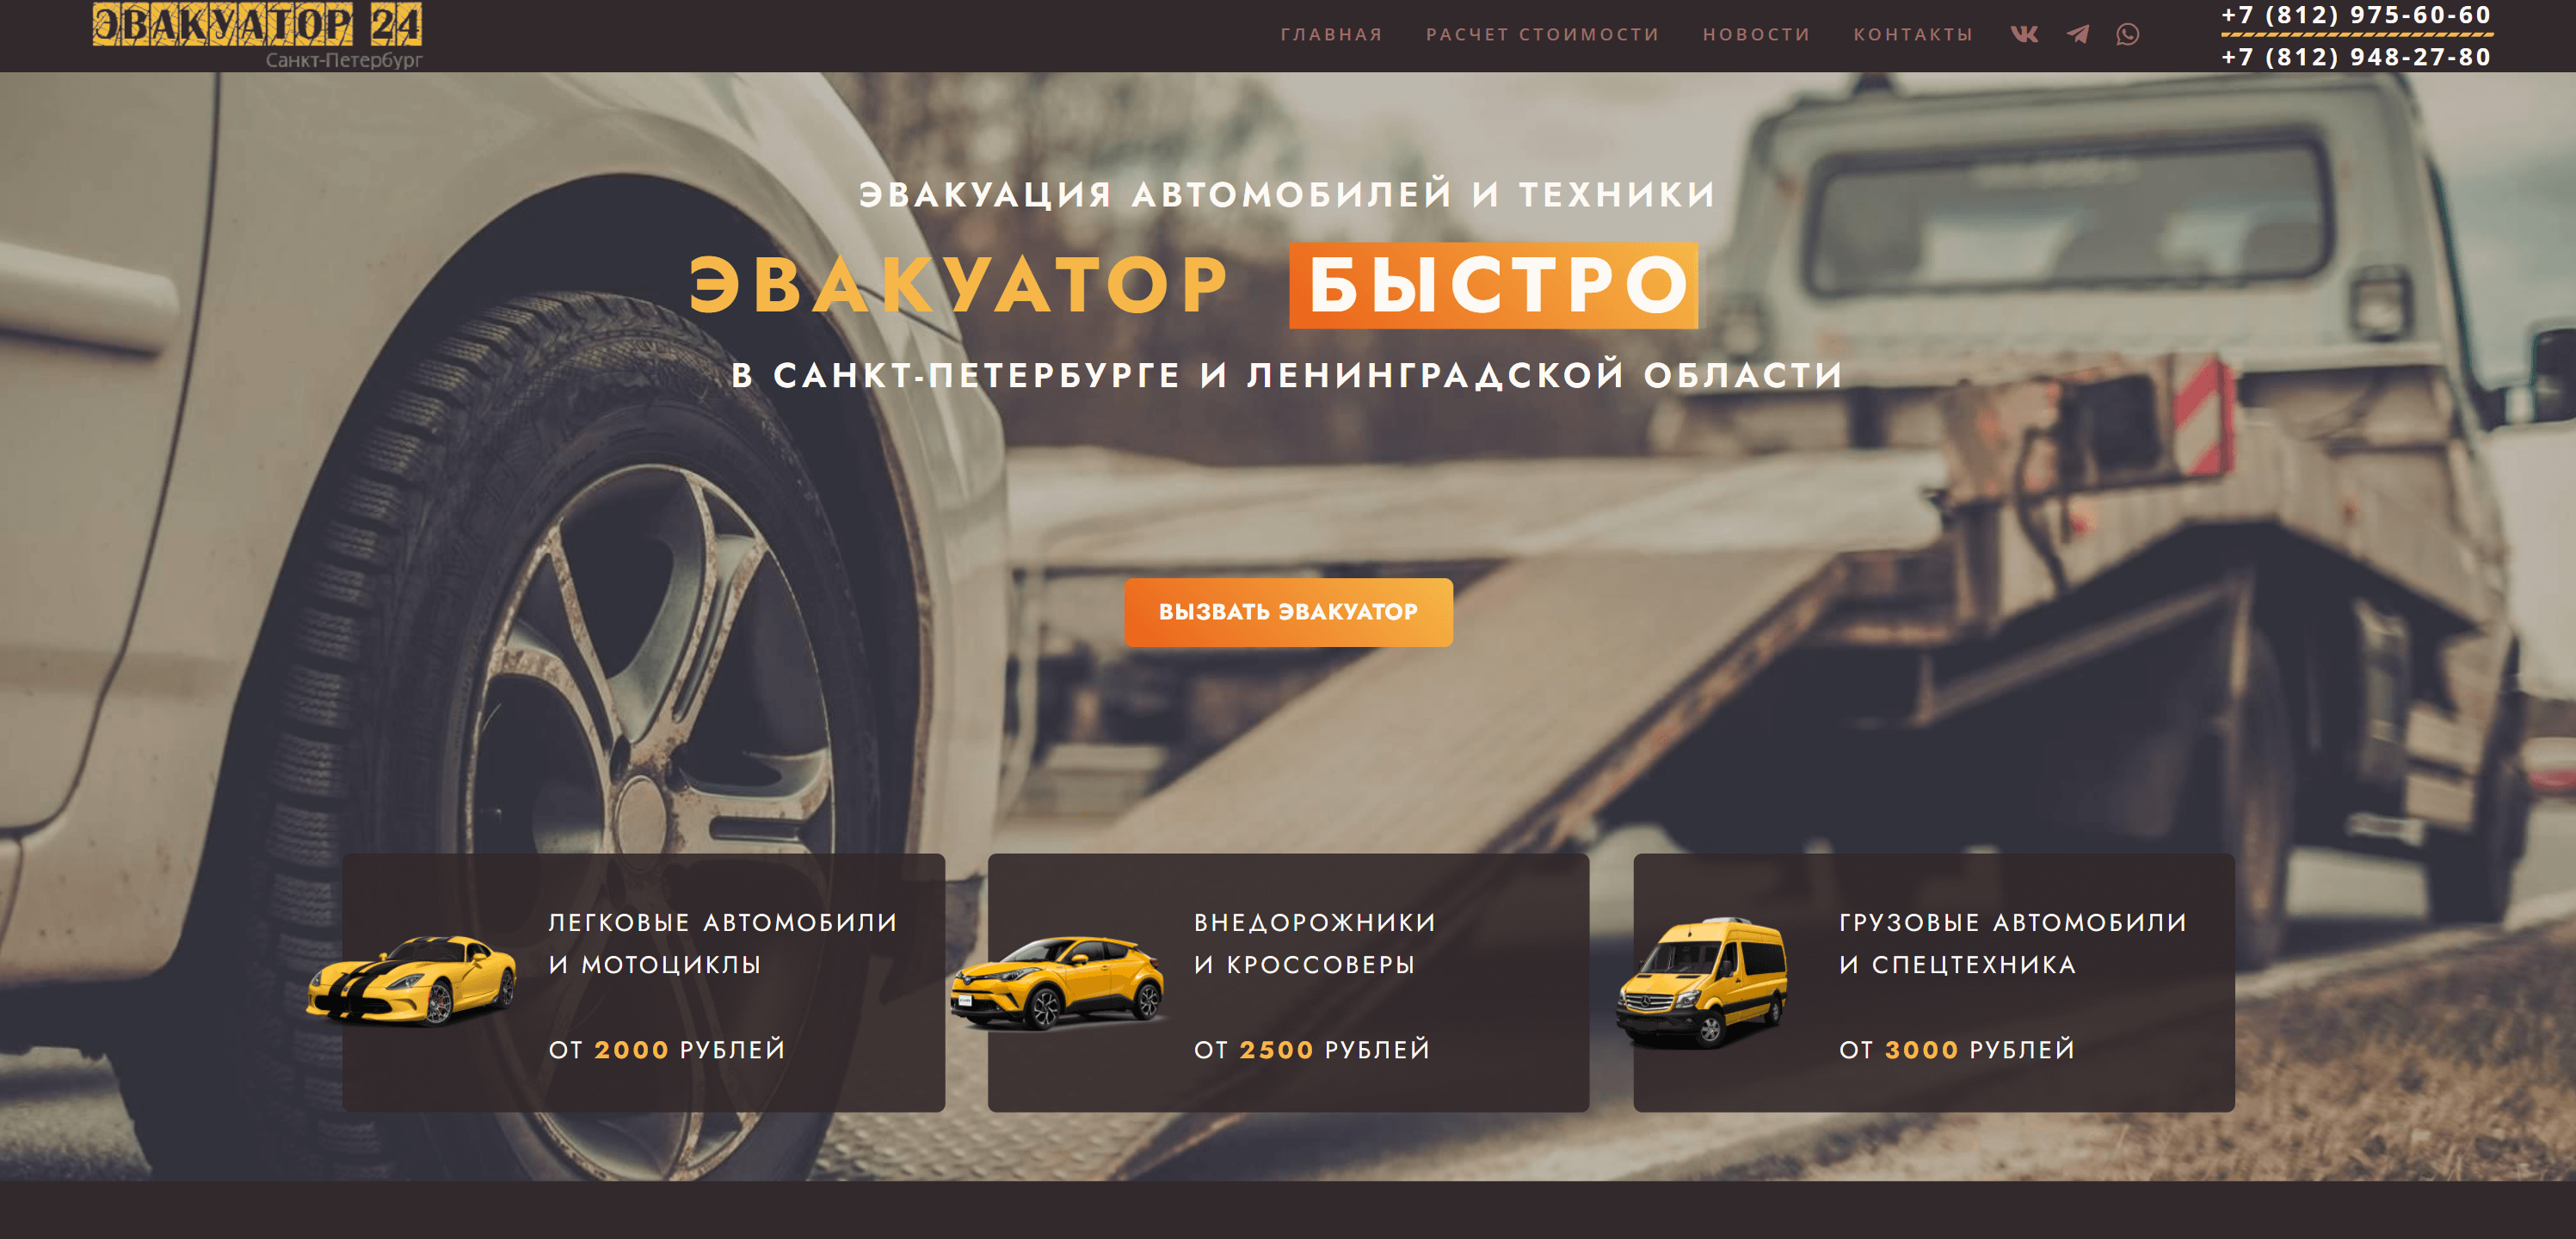 ЭВАКУАТОР 24
Санкт-Петербург
ГЛАВНАЯ РАСЧЕТ СТОИМОСТИ НОВОСТИ КОНТАКТЫ
+7 (812) 975-60-60
+7 (812) 948-27-80
ЭВАКУАЦИЯ АВТОМОБИЛЕЙ И ТЕХНИКИ
ЭВАКУАТОР БЫСТРО
В САНКТ-ПЕТЕРБУРГЕ И ЛЕНИНГРАДСКОЙ ОБЛАСТИ
ВЫЗВАТЬ ЭВАКУАТОР
ЛЕГКОВЫЕ АВТОМОБИЛИ
И МОТОЦИКЛЫ
ОТ 2000 РУБЛЕЙ
ВНЕДОРОЖНИКИ
И КРОССОВЕРЫ
ОТ 2500 РУБЛЕЙ
ГРУЗОВЫЕ АВТОМОБИЛИ
И СПЕЦТЕХНИКА
ОТ 3000 РУБЛЕЙ